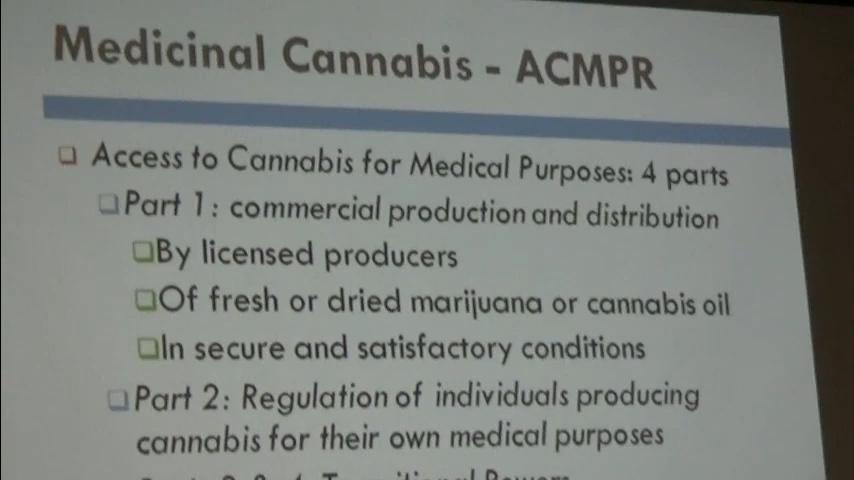 Medicinal Cannabis - ACMPR
Access to Cannabis for Medical Purposes: 4 parts
Part 1: commercial production and distribution
By licensed producers
Of fresh or dried marijuana or cannabis oil
In secure and satisfactory conditions
Part 2: Regulation of individuals producing
cannabis for their own medical purposes